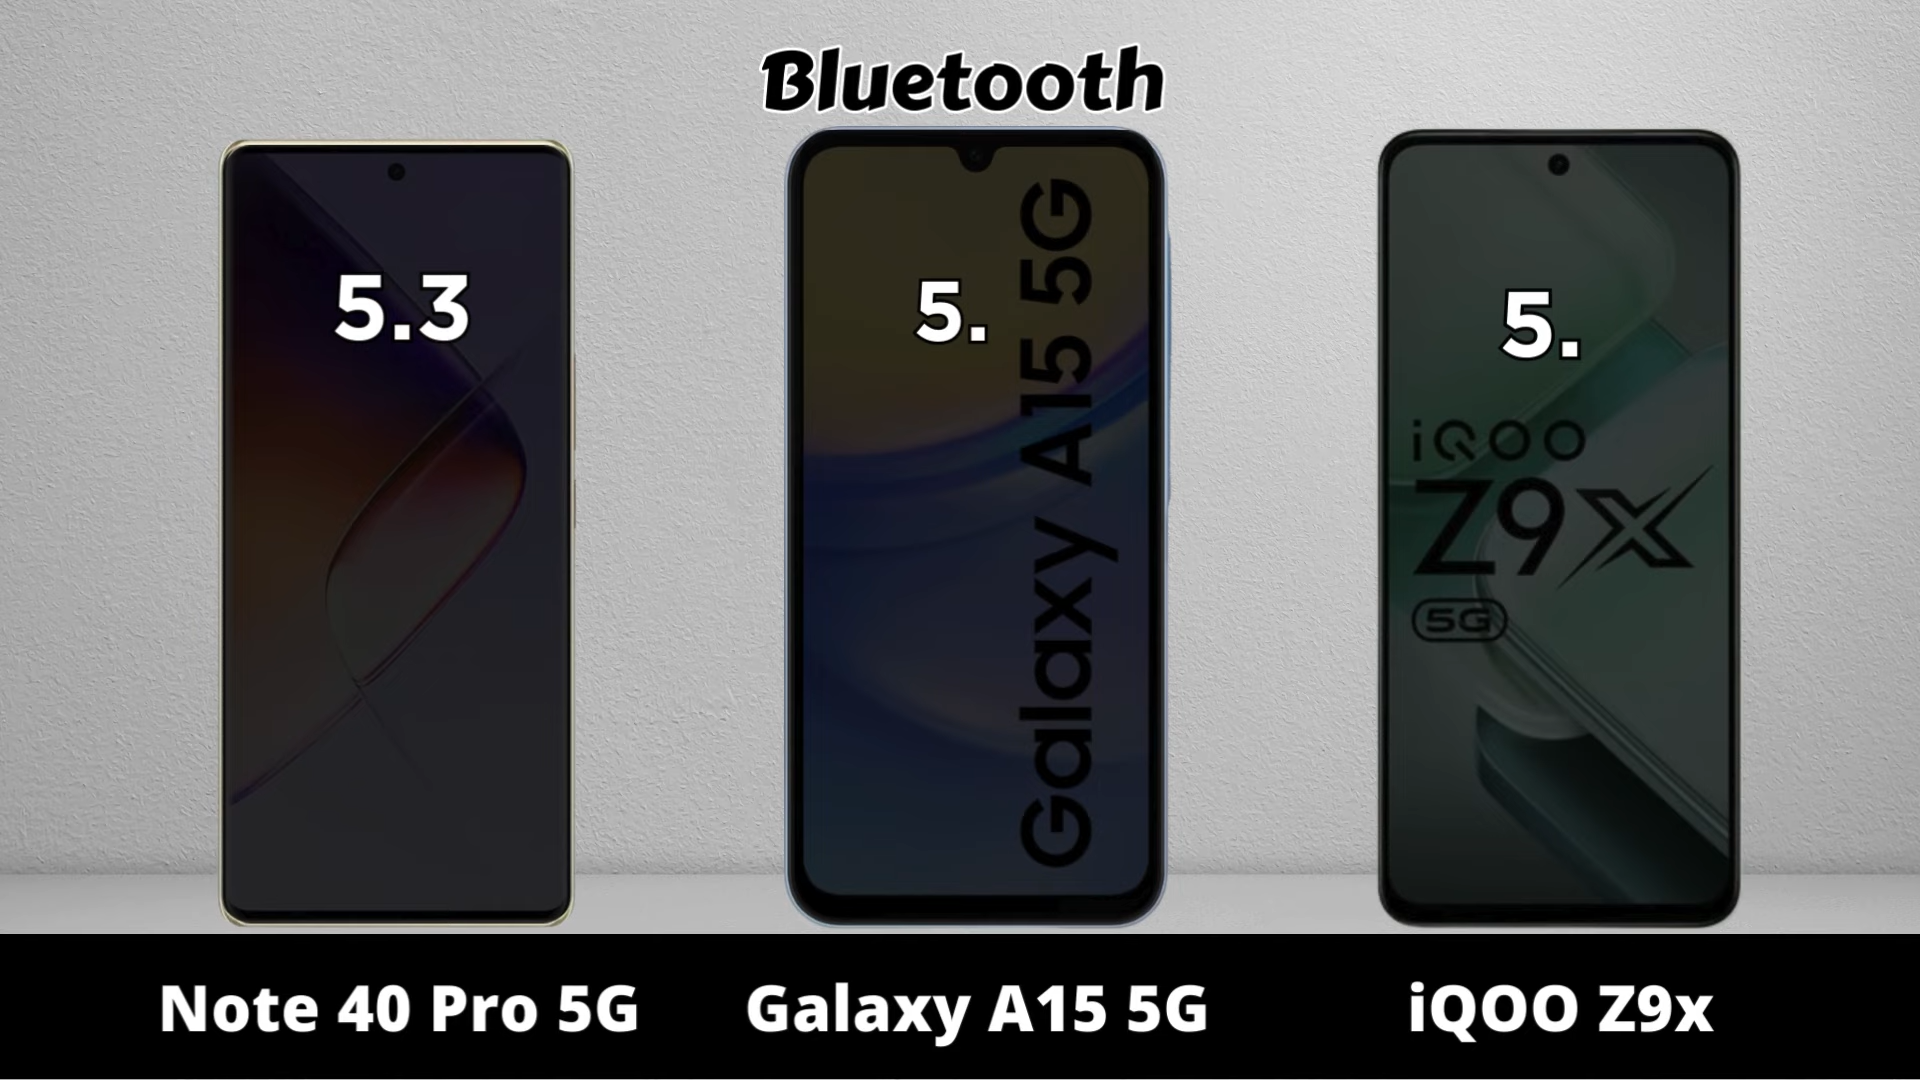 Bluetooth
5.3
5.
Galaxy A15 5G
5.
iQOO
Z9x
5G
Note 40 Pro 5G
Galaxy A15 5G
iQOO Z9x